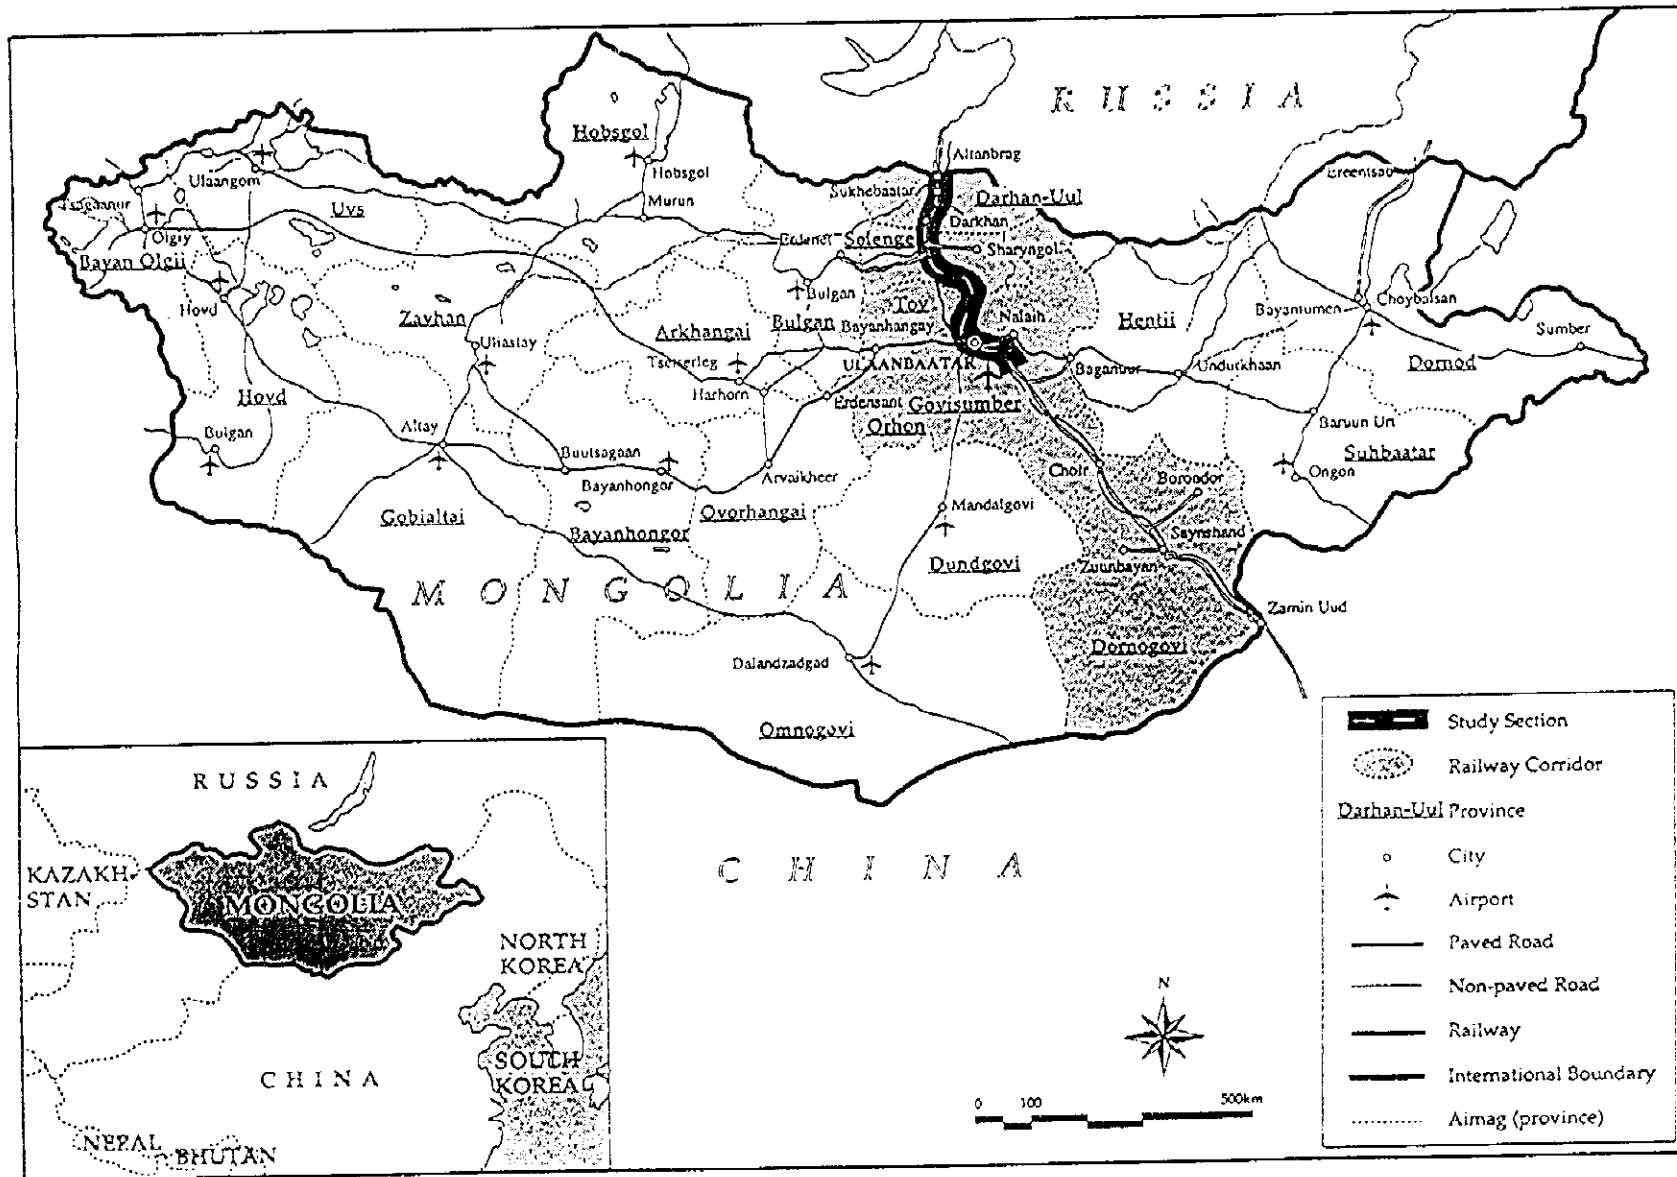 RUSSIA
Altanbrag
Hobsgol
Hobsgol
Ereentsav
Ulaangom
Sukhebaatar
Darhan-Uul
Tsagaanur
Uvs
Murun
Darkhan
Olgiy
Erdenet
Solenge
Sharyngol
Bayan Olgii
Hovd
Bulgan
Choybalsan
Zavhan
Tov
Nalaih
Hentii
Bayantumen
Arkhangai
Bulgan
Bayanhangay
Sumber
Uliastay
Tsetserleg
ULAANBAATAR
Baganuur
Undurkhaan
Dornod
Hovd
Harhorn
Erdensant
Govisumber
Bulgan
Altay
Orhon
Baruun Urt
Buutsagaan
Suhbaatar
Bayanhongor
Arvaikheer
Choir
Borondor
Ongon
Gobialtai
Ovorhangai
Mandalgovi
Bayanhongor
Saynshand
Dundgovi
Zuunbayan
MONGOLIA
Zamin Uud
Dornogovi
Dalandzadgad
Omnogovi
CHINA
Study Section
Railway Corridor
Darhan-Uul Province
City
Airport
Paved Road
Non-paved Road
Railway
International Boundary
Aimag (province)
RUSSIA
KAZAKH
STAN
MONGOLIA
NORTH
KOREA
SOUTH
KOREA
CHINA
NEPAL
BHUTAN
N
0 100 500km